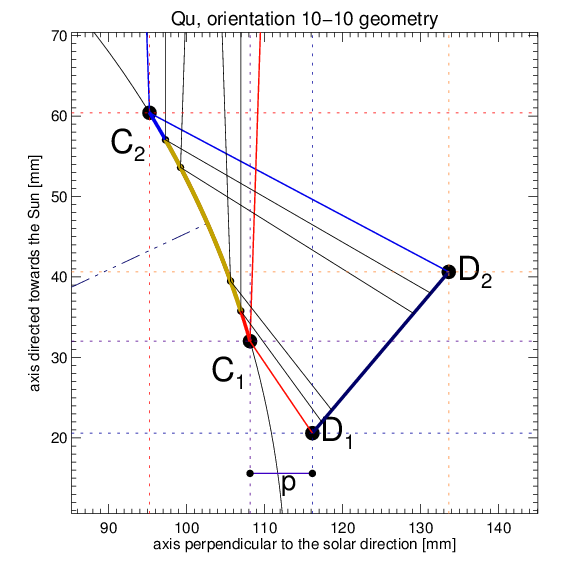 Qu, orientation 10−10 geometry
axis directed towards the Sun [mm]
70
60
50
40
30
20
C2
D2
C1
D1
p
90 100 110 120 130 140
axis perpendicular to the solar direction [mm]